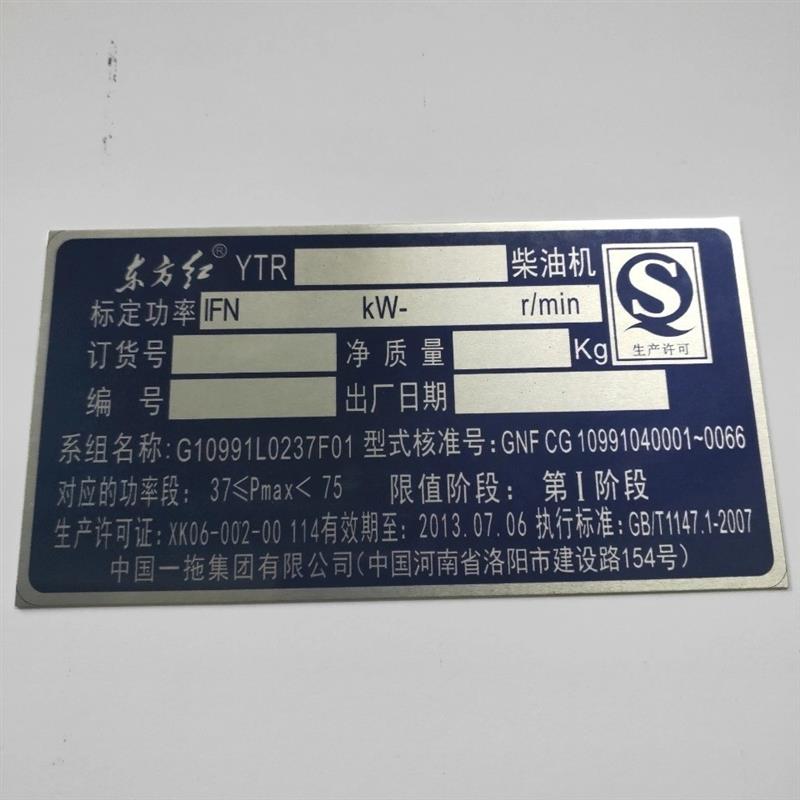 东方红® YTR 柴油机
标定功率 IFN kW- r/min
订货号 净质量 Kg
生产许可
编号 出厂日期
系组名称:G10991L0237F01 型式核准号:GNF CG 10991040001~0066
对应的功率段: 37≤Pmax< 75 限值阶段: 第Ⅰ阶段
生产许可证: XK06-002-00 114有效期至: 2013.07.06 执行标准: GB/T1147.1-2007
中国一拖集团有限公司(中国河南省洛阳市建设路154号)